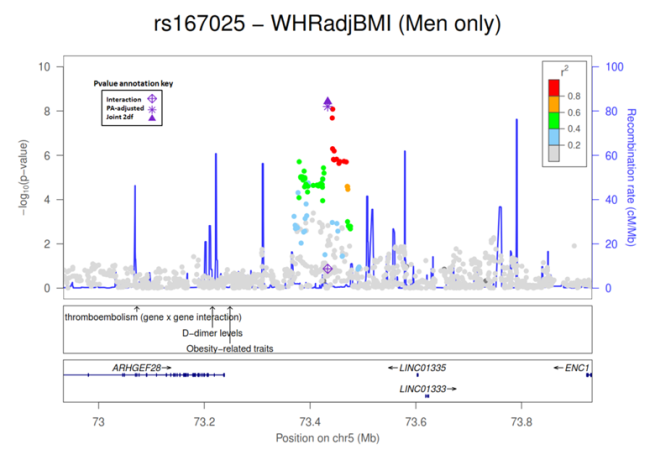 rs167025 − WHRadjBMI (Men only)
10
8
6
4
2
0
−log10(p−value)
Pvalue annotation key
Interaction
PA-adjusted
Joint 2df
r2
0.8
0.6
0.4
0.2
100
80
60
40
20
0
Recombination rate (cM/Mb)
thromboembolism (gene x gene interaction)
D−dimer levels
Obesity−related traits
ARHGEF28→
←LINC01335
←ENC1
LINC01333→
73 73.2 73.4 73.6 73.8
Position on chr5 (Mb)